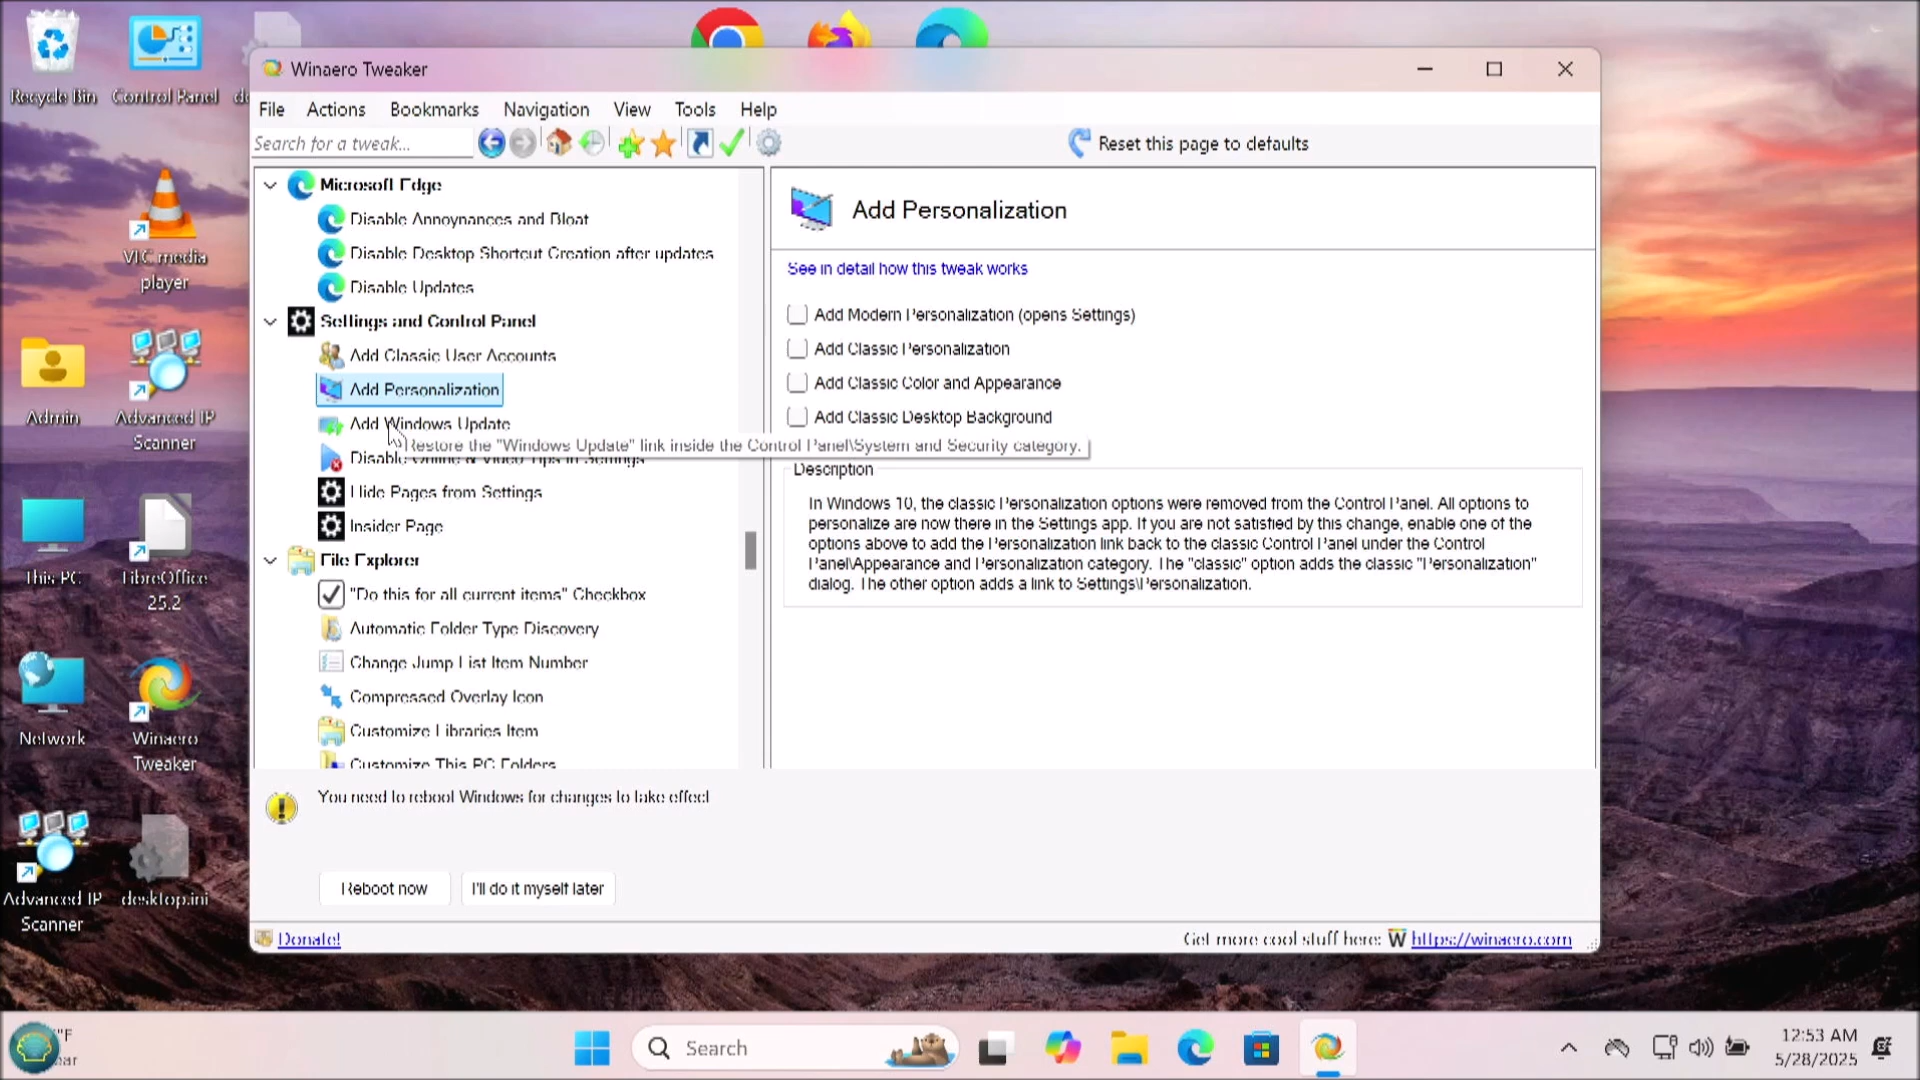 Recycle Bin
Control Panel
Winaero Tweaker
File Actions Bookmarks Navigation View Tools Help
Search for a tweak...
Reset this page to defaults
Microsoft Edge
Disable Annoynances and Bloat
Disable Desktop Shortcut Creation after updates
Disable Updates
Settings and Control Panel
Add Classic User Accounts
Add Personalization
Add Windows Update
Restore the "Windows Update" link inside the Control Panel\System and Security category.
Disable Online & Video Tips in Settings
Hide Pages from Settings
Insider Page
File Explorer
"Do this for all current items" Checkbox
Automatic Folder Type Discovery
Change Jump List Item Number
Compressed Overlay Icon
Customize Libraries Item
Customize This PC Folders
Add Personalization
See in detail how this tweak works
Add Modern Personalization (opens Settings)
Add Classic Personalization
Add Classic Color and Appearance
Add Classic Desktop Background
Description
In Windows 10, the classic Personalization options were removed from the Control Panel. All options to
personalize are now there in the Settings app. If you are not satisfied by this change, enable one of the
options above to add the Personalization link back to the classic Control Panel under the Control
Panel\Appearance and Personalization category. The "classic" option adds the classic "Personalization"
dialog. The other option adds a link to Settings\Personalization.
You need to reboot Windows for changes to take effect
Reboot now
I'll do it myself later
Donate!
Get more cool stuff here: W https://winaero.com
VLC media
player
Admin
Advanced IP
Scanner
This PC
LibreOffice
25.2
Network
Winaero
Tweaker
Advanced IP
Scanner
desktop.ini
Search
12:53 AM
5/28/2025